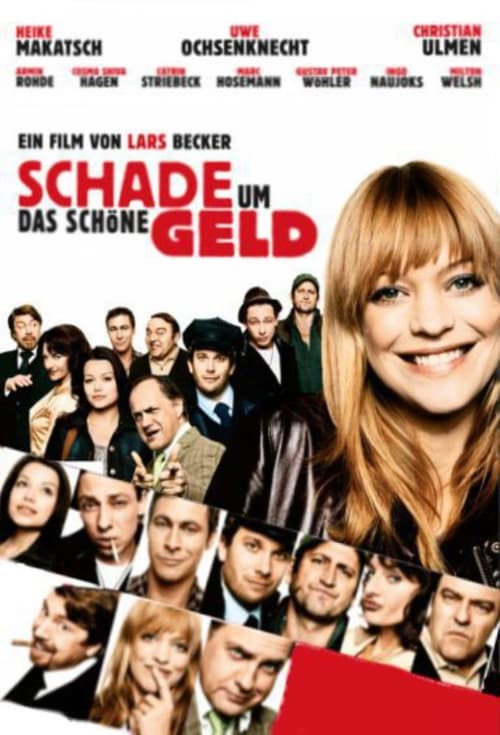 HEIKE MAKATSCH
UWE OCHSENKNECHT
CHRISTIAN ULMEN
ARMIN ROHDE
COSMA SHIVA HAGEN
CATRIN STRIEBECK
MARC HOSEMANN
GUSTAV PETER WÖHLER
INGO NAUJOKS
MILTON WELSH
EIN FILM VON LARS BECKER
SCHADE UM
DAS SCHÖNE GELD